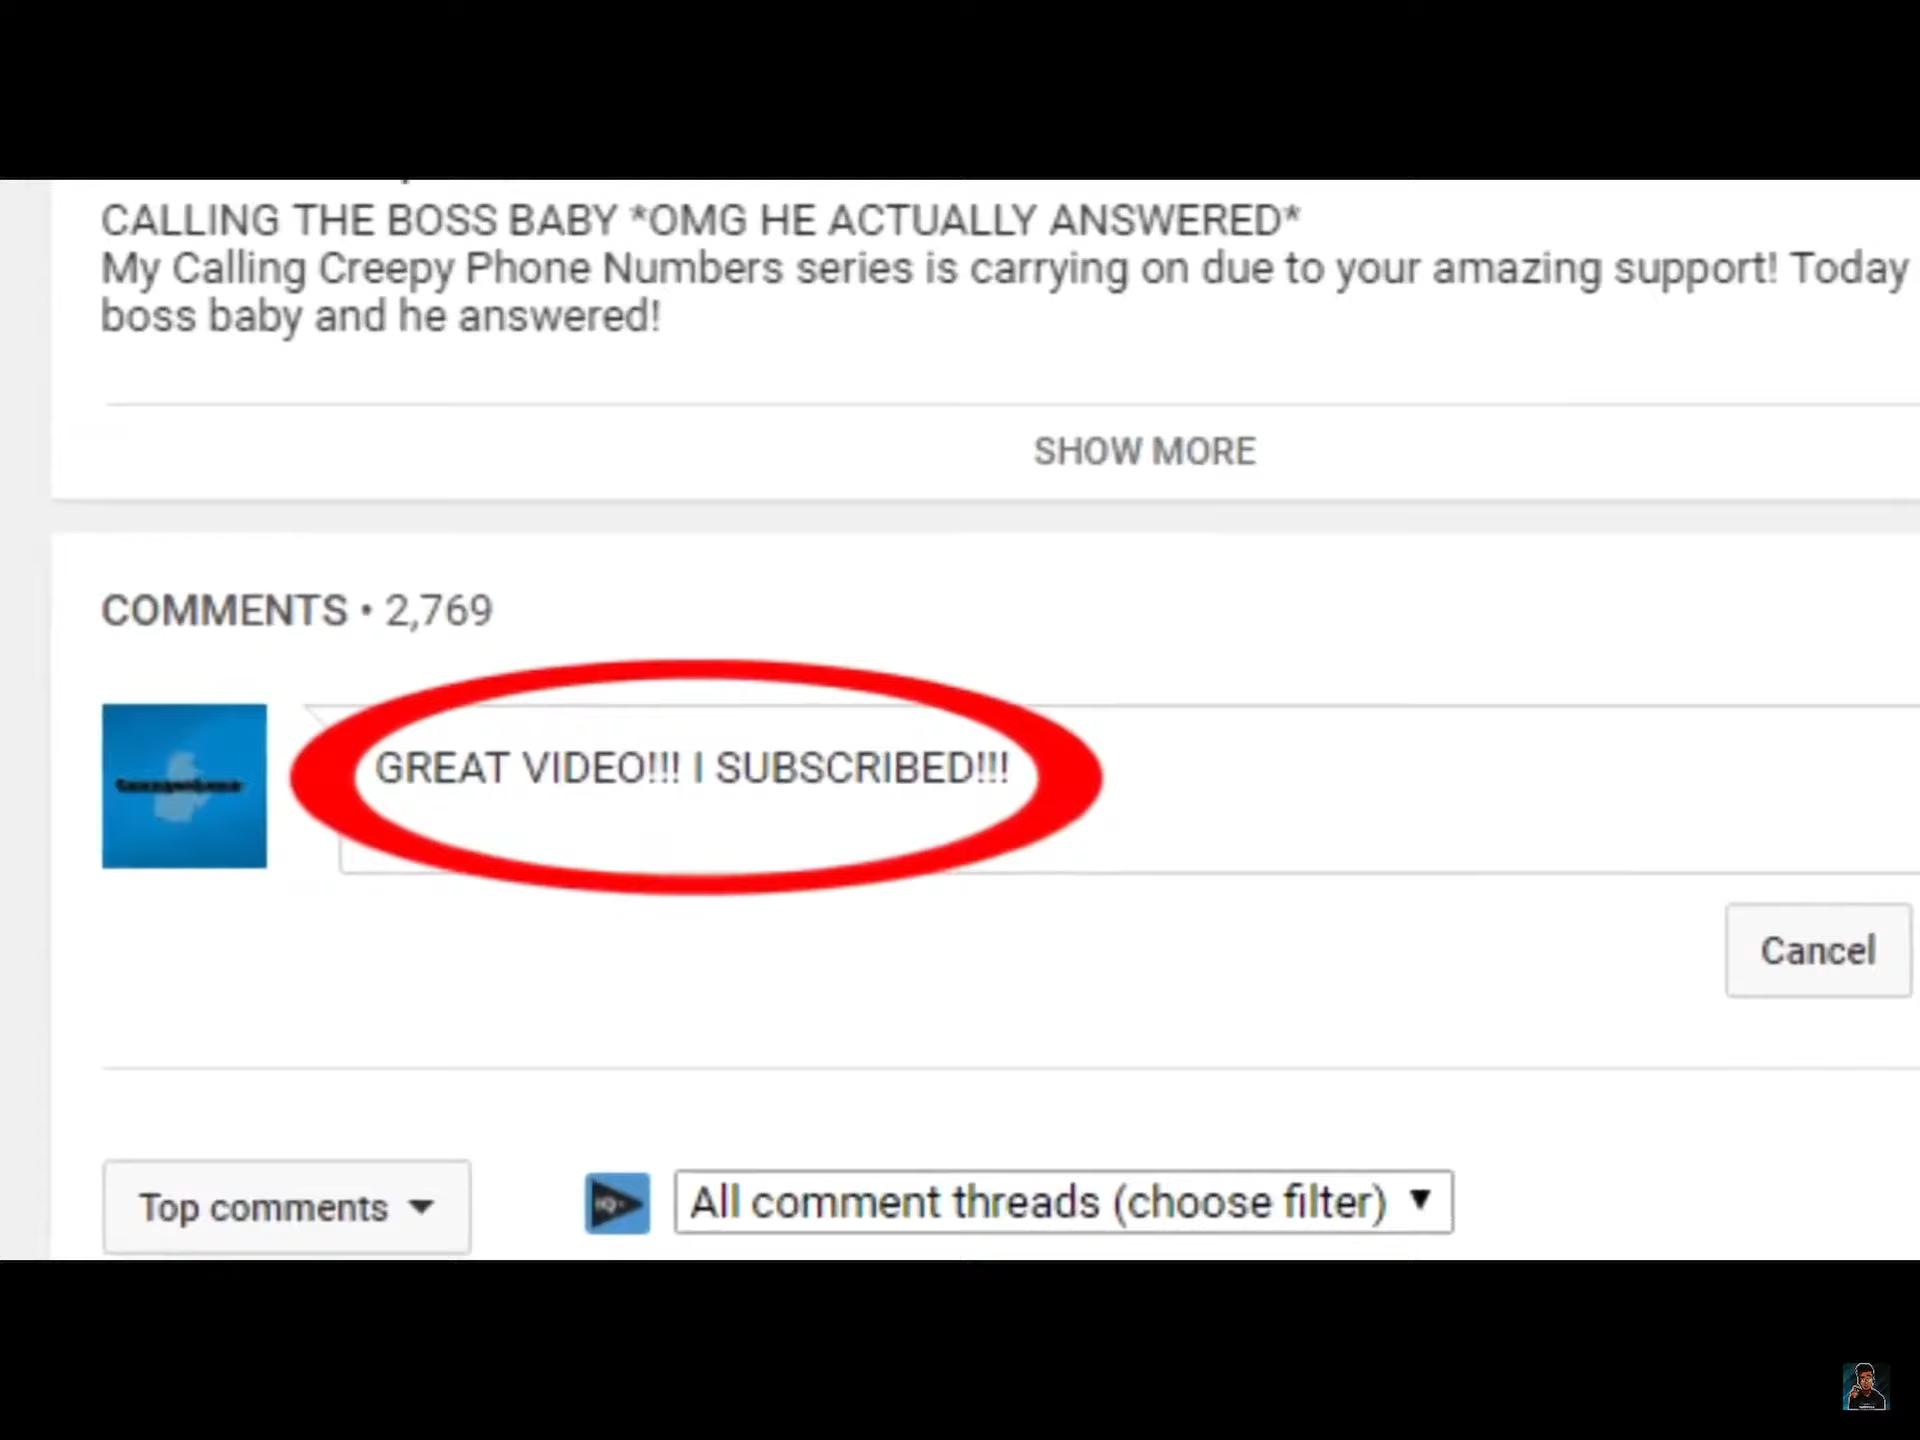 CALLING THE BOSS BABY *OMG HE ACTUALLY ANSWERED*
My Calling Creepy Phone Numbers series is carrying on due to your amazing support! Today
boss baby and he answered!
SHOW MORE
COMMENTS • 2,769
GREAT VIDEO!!! I SUBSCRIBED!!!
Cancel
Top comments
All comment threads (choose filter)